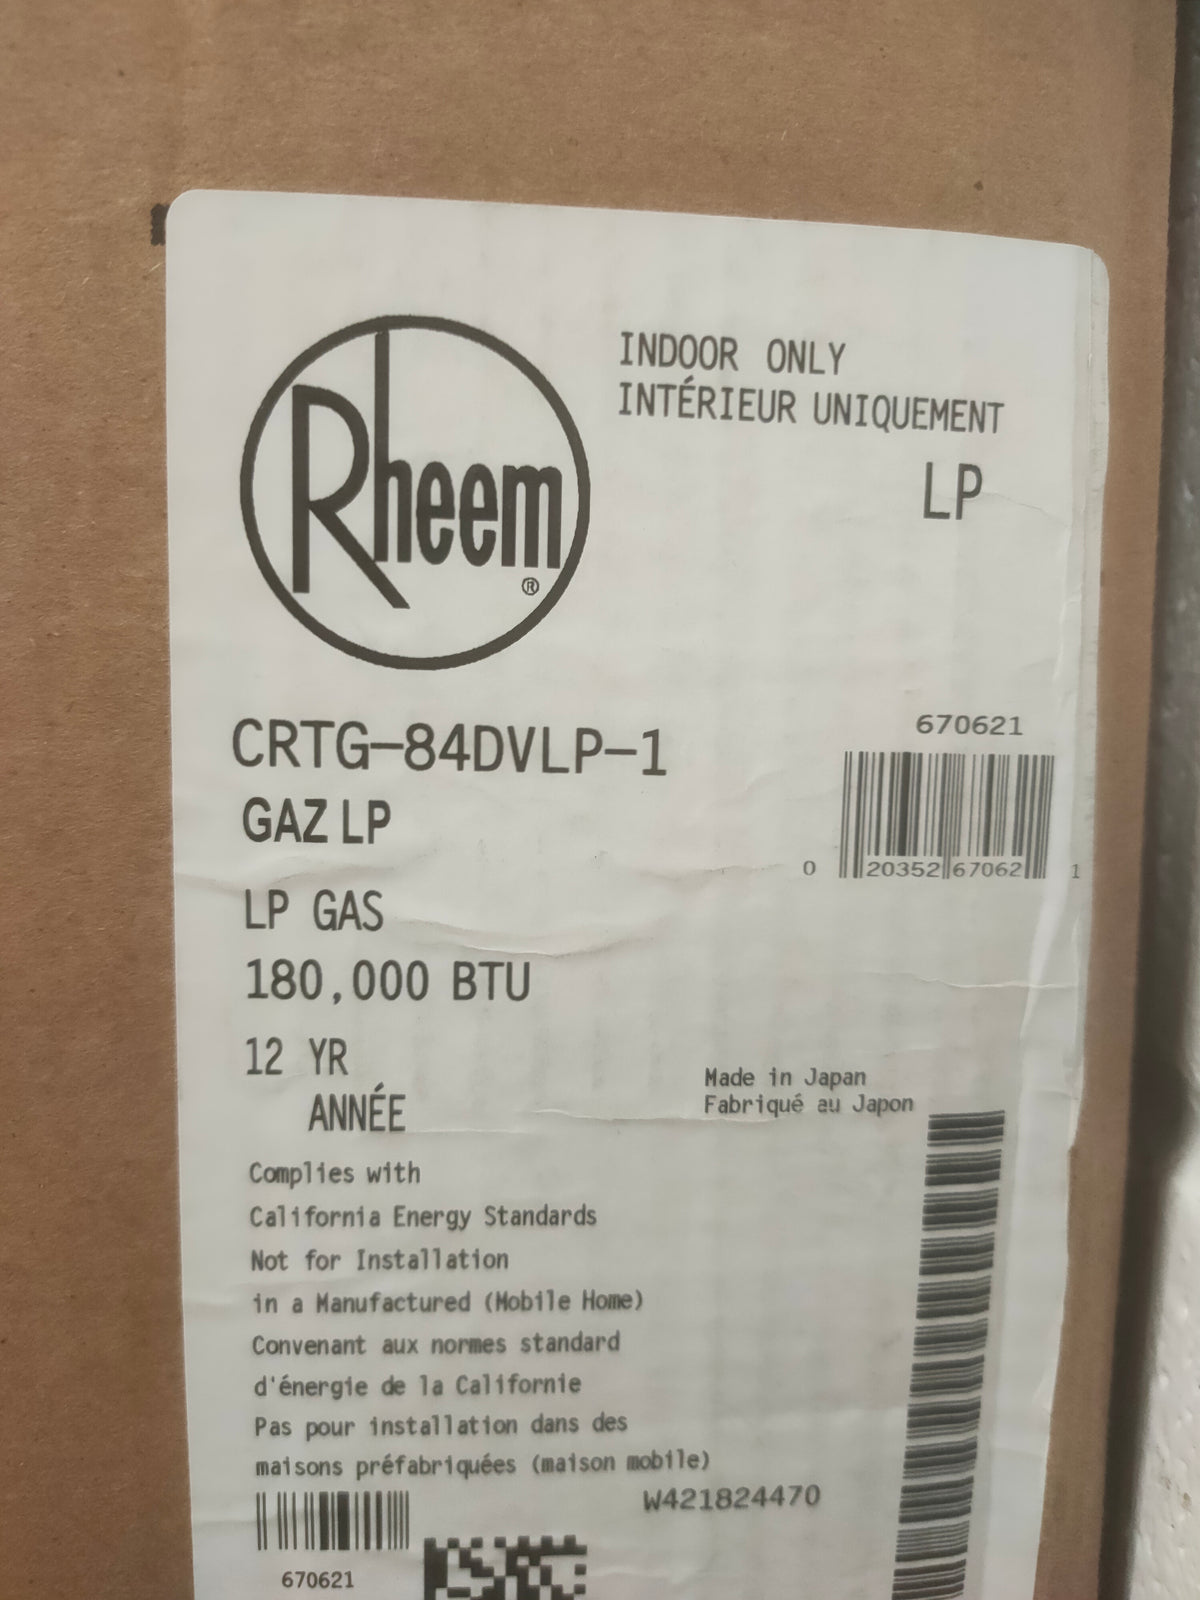 Rheem®
INDOOR ONLY
INTÉRIEUR UNIQUEMENT
LP
CRTG-84DVLP-1
GAZ LP
670621
0 20352 67062 1
LP GAS
180,000 BTU
12 YR
ANNÉE
Made in Japan
Fabriqué au Japon
Complies with
California Energy Standards
Not for Installation
in a Manufactured (Mobile Home)
Convenant aux normes standard
d'énergie de la Californie
Pas pour installation dans des
maisons préfabriquées (maison mobile)
W421824470
670621